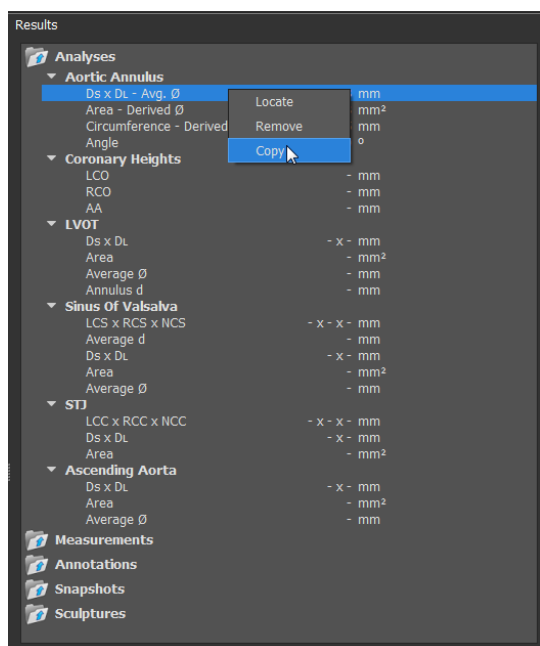 Results
Analyses
Aortic Annulus
Ds x DL - Avg. Ø mm
Area - Derived Ø mm²
Circumference - Derived mm
Angle °
Locate
Remove
Copy
Coronary Heights
LCO - mm
RCO - mm
AA - mm
LVOT
Ds x DL - x - mm
Area - mm²
Average Ø - mm
Annulus d - mm
Sinus Of Valsalva
LCS x RCS x NCS - x - x - mm
Average d - mm
Ds x DL - x - mm
Area - mm²
Average Ø - mm
STJ
LCC x RCC x NCC - x - x - mm
Ds x DL - x - mm
Area - mm²
Ascending Aorta
Ds x DL - x - mm
Area - mm²
Average Ø - mm
Measurements
Annotations
Snapshots
Sculptures